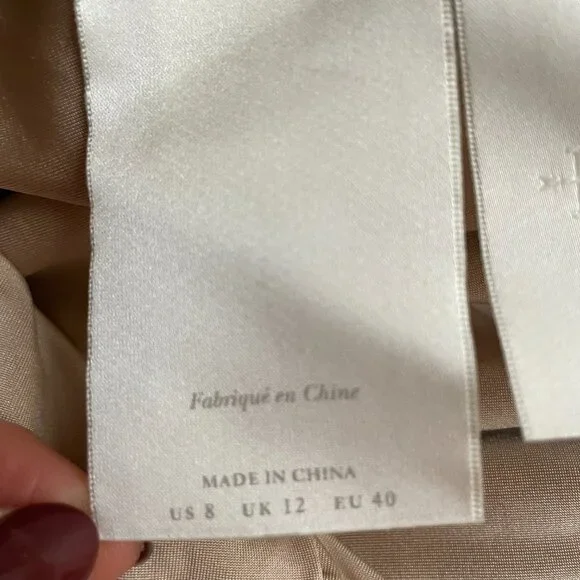 Fabriqué en Chine
MADE IN CHINA
US 8 UK 12 EU 40